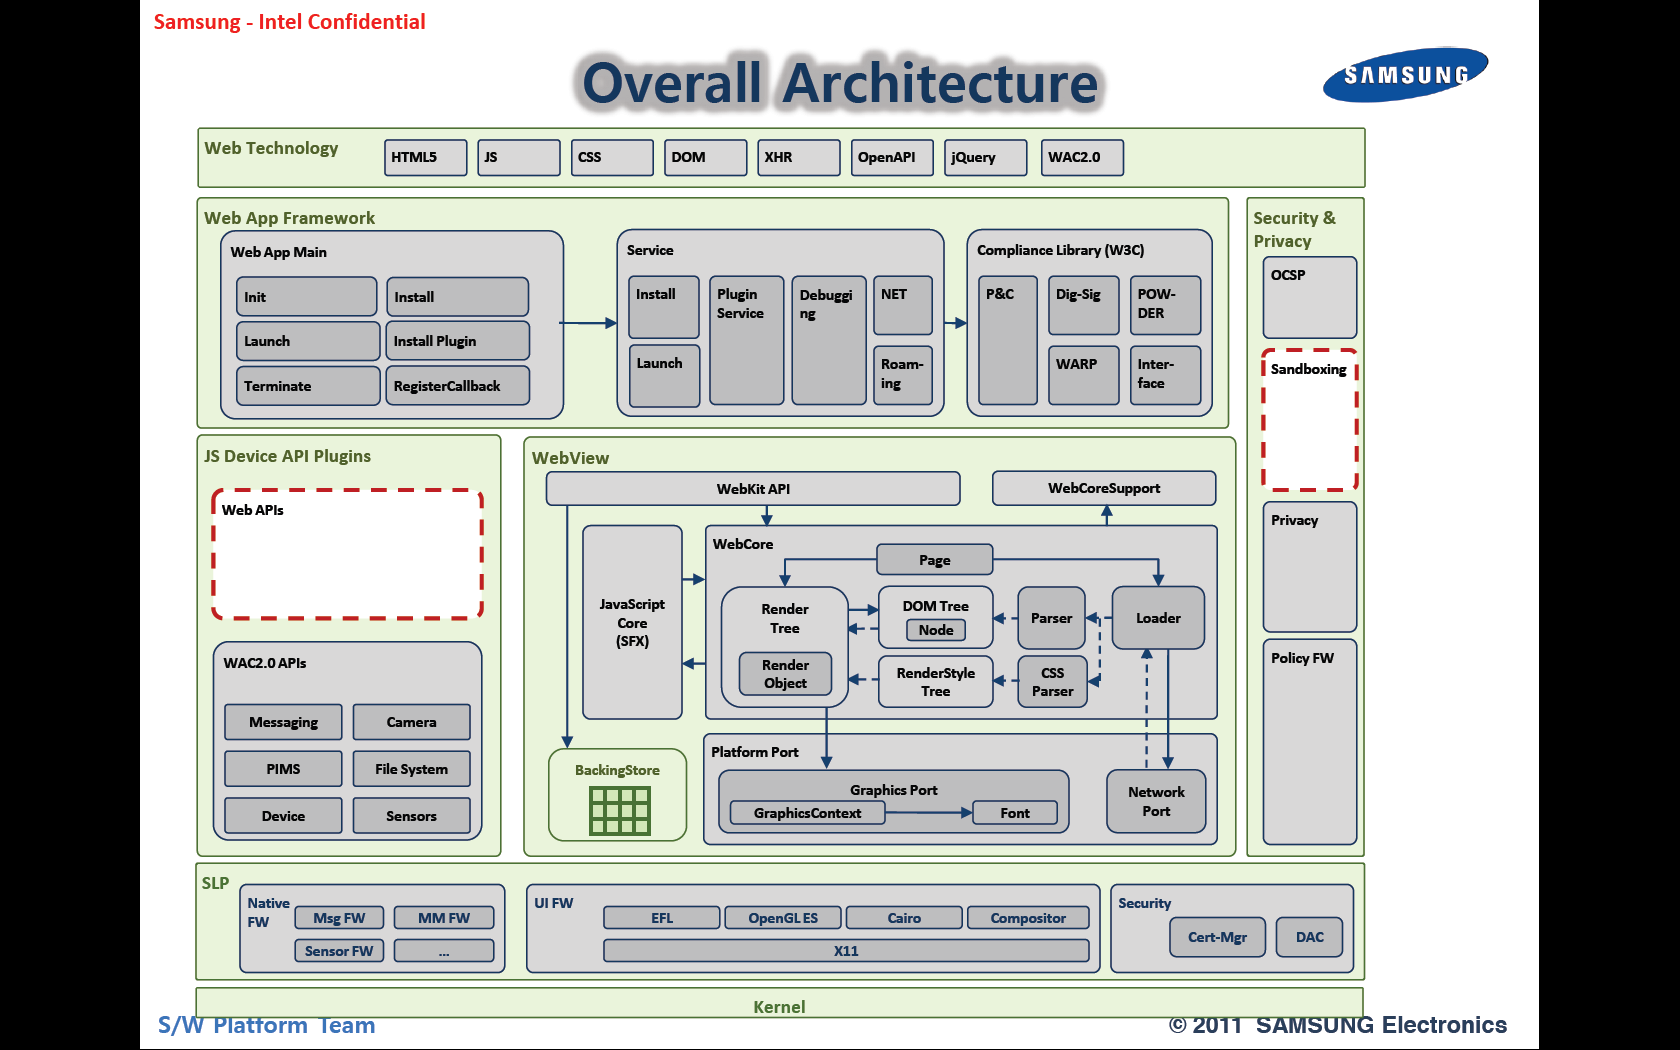 Samsung - Intel Confidential
Overall Architecture
SAMSUNG
Web Technology
HTML5
JS
CSS
DOM
XHR
OpenAPI
jQuery
WAC2.0
Web App Framework
Web App Main
Init
Install
Launch
Install Plugin
Terminate
RegisterCallback
Service
Install
Launch
Plugin
Service
Debuggi
ng
NET
Roam-
ing
Compliance Library (W3C)
P&C
Dig-Sig
POW-
DER
WARP
Inter-
face
Security &
Privacy
OCSP
Sandboxing
Privacy
Policy FW
JS Device API Plugins
Web APIs
WAC2.0 APIs
Messaging
Camera
PIMS
File System
Device
Sensors
WebView
WebKit API
WebCoreSupport
JavaScript
Core
(SFX)
WebCore
Page
Render
Tree
Render
Object
DOM Tree
Node
Parser
Loader
RenderStyle
Tree
CSS
Parser
BackingStore
Platform Port
Graphics Port
GraphicsContext
Font
Network
Port
SLP
Native
FW
Msg FW
MM FW
Sensor FW
...
UI FW
EFL
OpenGL ES
Cairo
Compositor
X11
Security
Cert-Mgr
DAC
Kernel
S/W Platform Team
© 2011 SAMSUNG Electronics